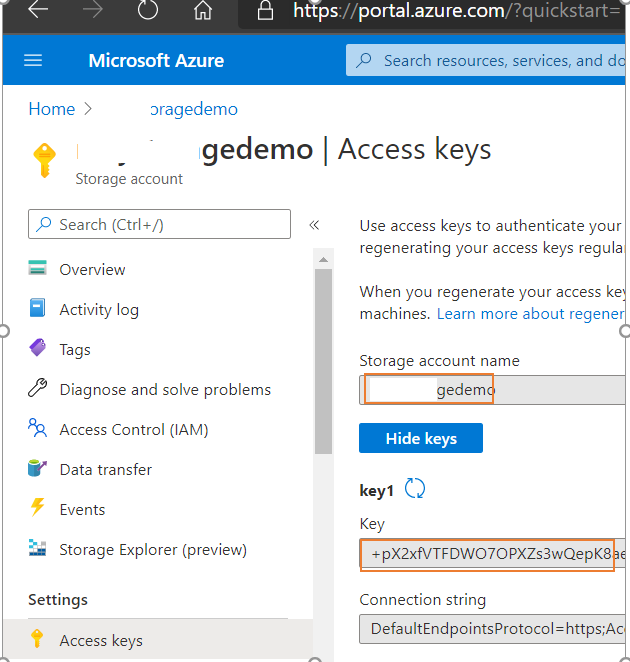 https://portal.azure.com/?quickstart=
Microsoft Azure
Search resources, services, and do
Home
oragedemo
gedemo | Access keys
Storage account
Search (Ctrl+/)
«
Overview
Activity log
Tags
Diagnose and solve problems
Access Control (IAM)
Data transfer
Events
Storage Explorer (preview)
Settings
Access keys
Use access keys to authenticate your
regenerating your access keys regula
When you regenerate your access key
machines. Learn more about regener
Storage account name
gedemo
Hide keys
key1
Key
+pX2xfVTFDWO7OPXZs3wQepK8ae
Connection string
DefaultEndpointsProtocol=https;Acc